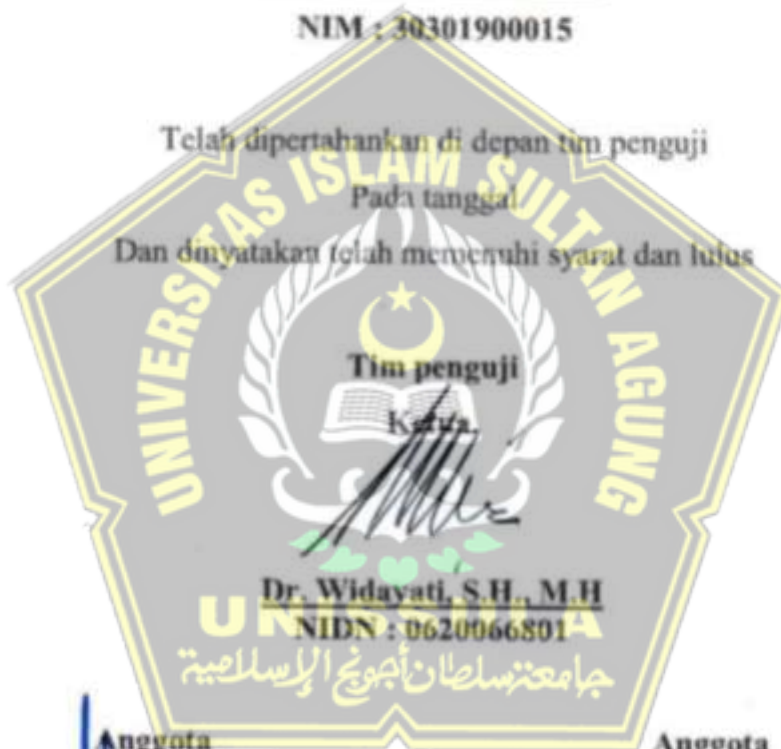 NIM : 30301900015
Telah dipertahankan di depan tim penguji
Pada tanggal
Dan dinyatakan telah memenuhi syarat dan lulus
UNIVERSITAS ISLAM SULTAN AGUNG
Tim penguji
Ketua
Dr. Widayati, S.H., M.H
NIDN : 0620066801
UNISSULA
جامعة سلطان أجونج الإسلامية
Anggota Anggota